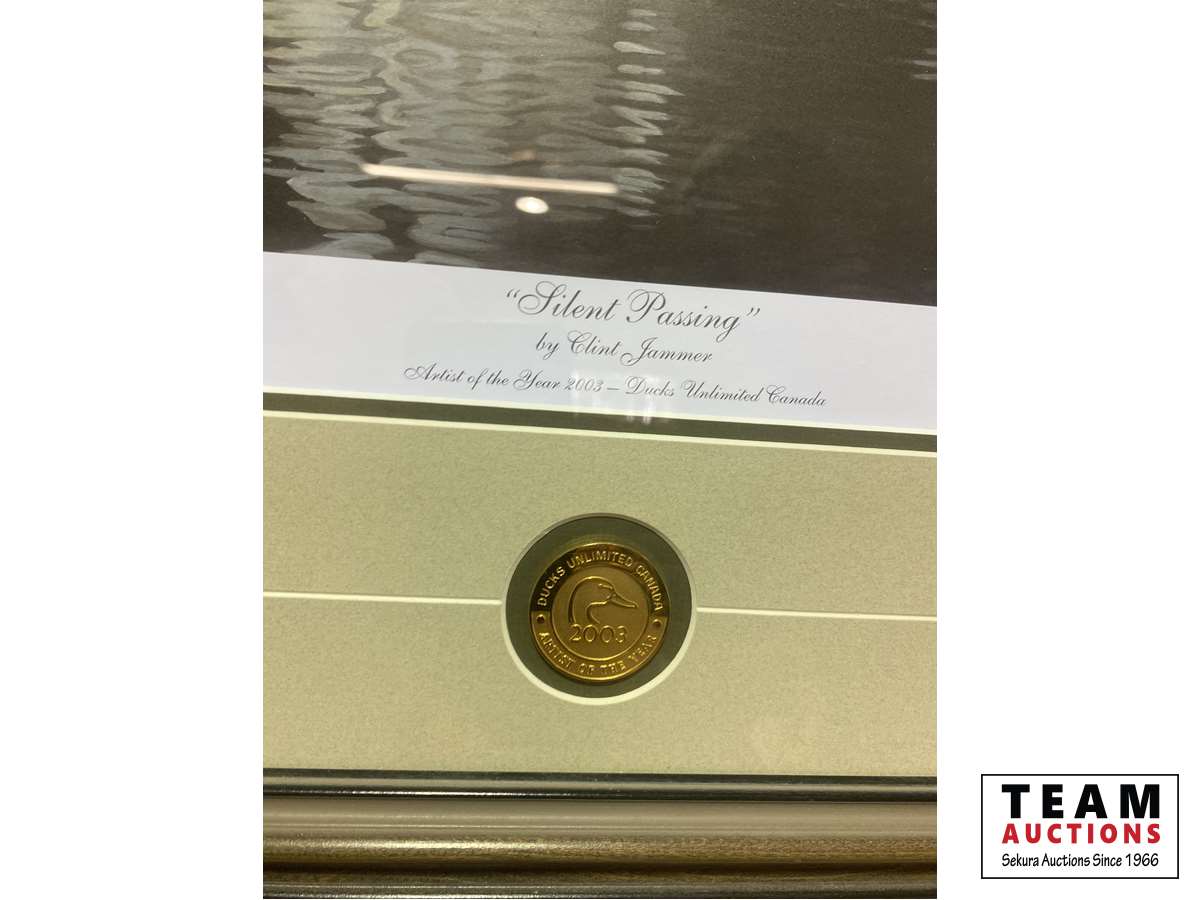 “Silent Passing”
by Clint Jammer
Artist of the Year 2003 – Ducks Unlimited Canada
DUCKS UNLIMITED CANADA
2003
ARTIST OF THE YEAR
TEAM
AUCTIONS
Sekura Auctions Since 1966